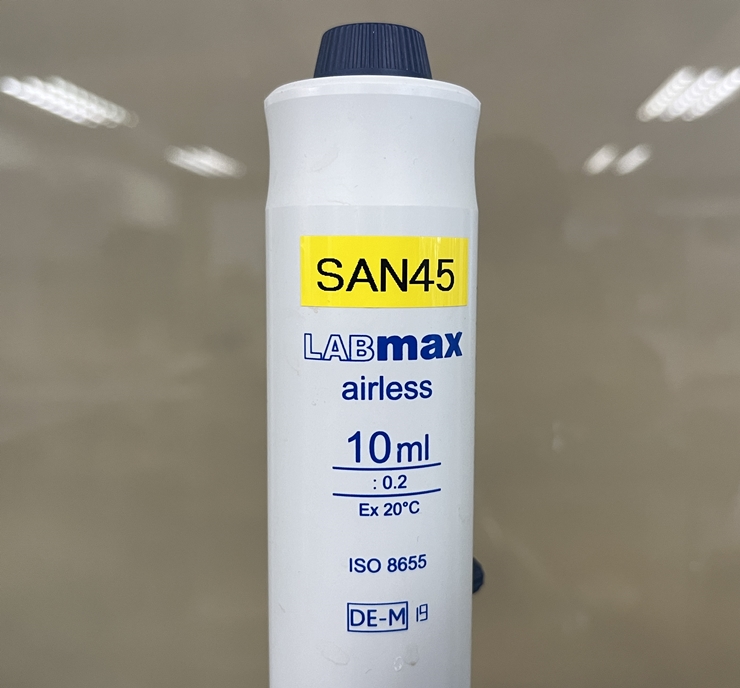 SAN45
LABmax
airless
10ml
: 0.2
Ex 20°C
ISO 8655
DE-M 19